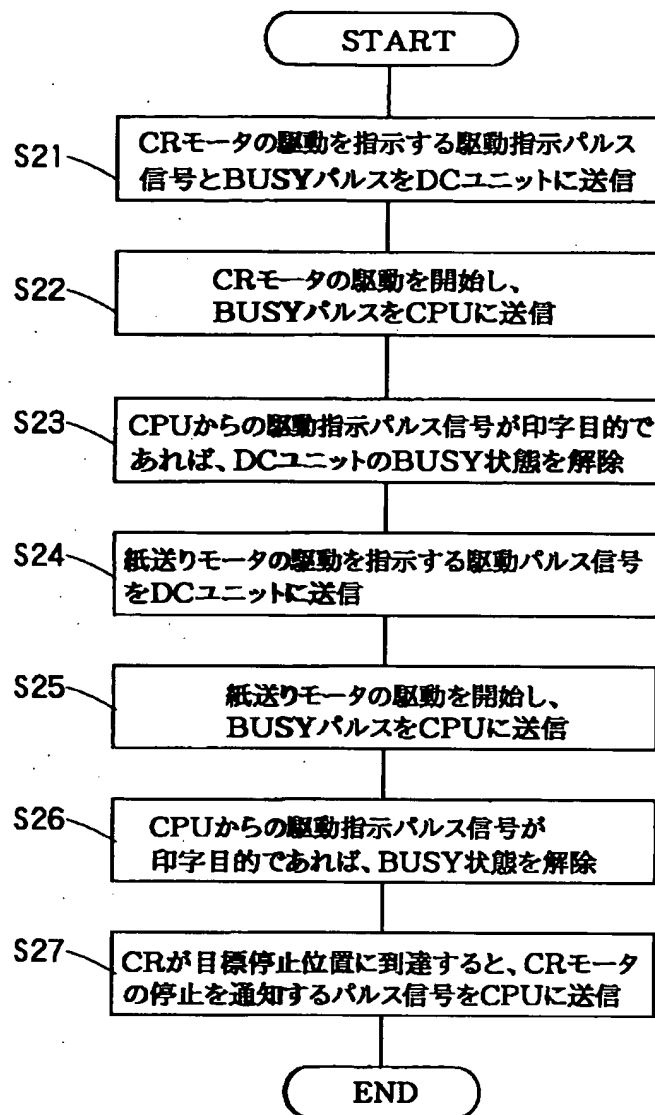 START
S21
CRモータの駆動を指示する駆動指示パルス
信号とBUSYパルスをDCユニットに送信
S22
CRモータの駆動を開始し、
BUSYパルスをCPUに送信
S23
CPUからの駆動指示パルス信号が印字目的で
あれば、DCユニットのBUSY状態を解除
S24
紙送りモータの駆動を指示する駆動パルス信号
をDCユニットに送信
S25
紙送りモータの駆動を開始し、
BUSYパルスをCPUに送信
S26
CPUからの駆動指示パルス信号が
印字目的であれば、BUSY状態を解除
S27
CRが目標停止位置に到達すると、CRモータ
の停止を通知するパルス信号をCPUに送信
END